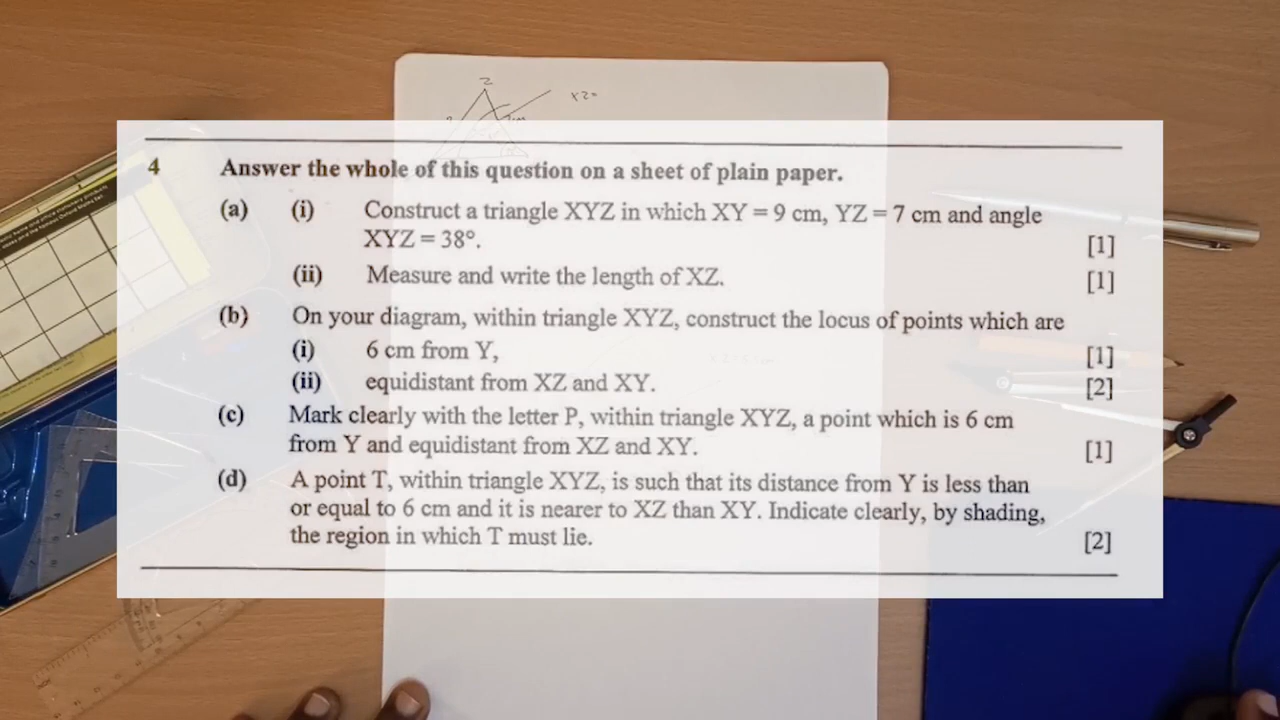 Z
XZ=
4 Answer the whole of this question on a sheet of plain paper.
(a) (i) Construct a triangle XYZ in which XY = 9 cm, YZ = 7 cm and angle
XYZ = 38°. [1]
(ii) Measure and write the length of XZ. [1]
(b) On your diagram, within triangle XYZ, construct the locus of points which are
(i) 6 cm from Y, [1]
(ii) equidistant from XZ and XY. [2]
(c) Mark clearly with the letter P, within triangle XYZ, a point which is 6 cm
from Y and equidistant from XZ and XY. [1]
(d) A point T, within triangle XYZ, is such that its distance from Y is less than
or equal to 6 cm and it is nearer to XZ than XY. Indicate clearly, by shading,
the region in which T must lie. [2]